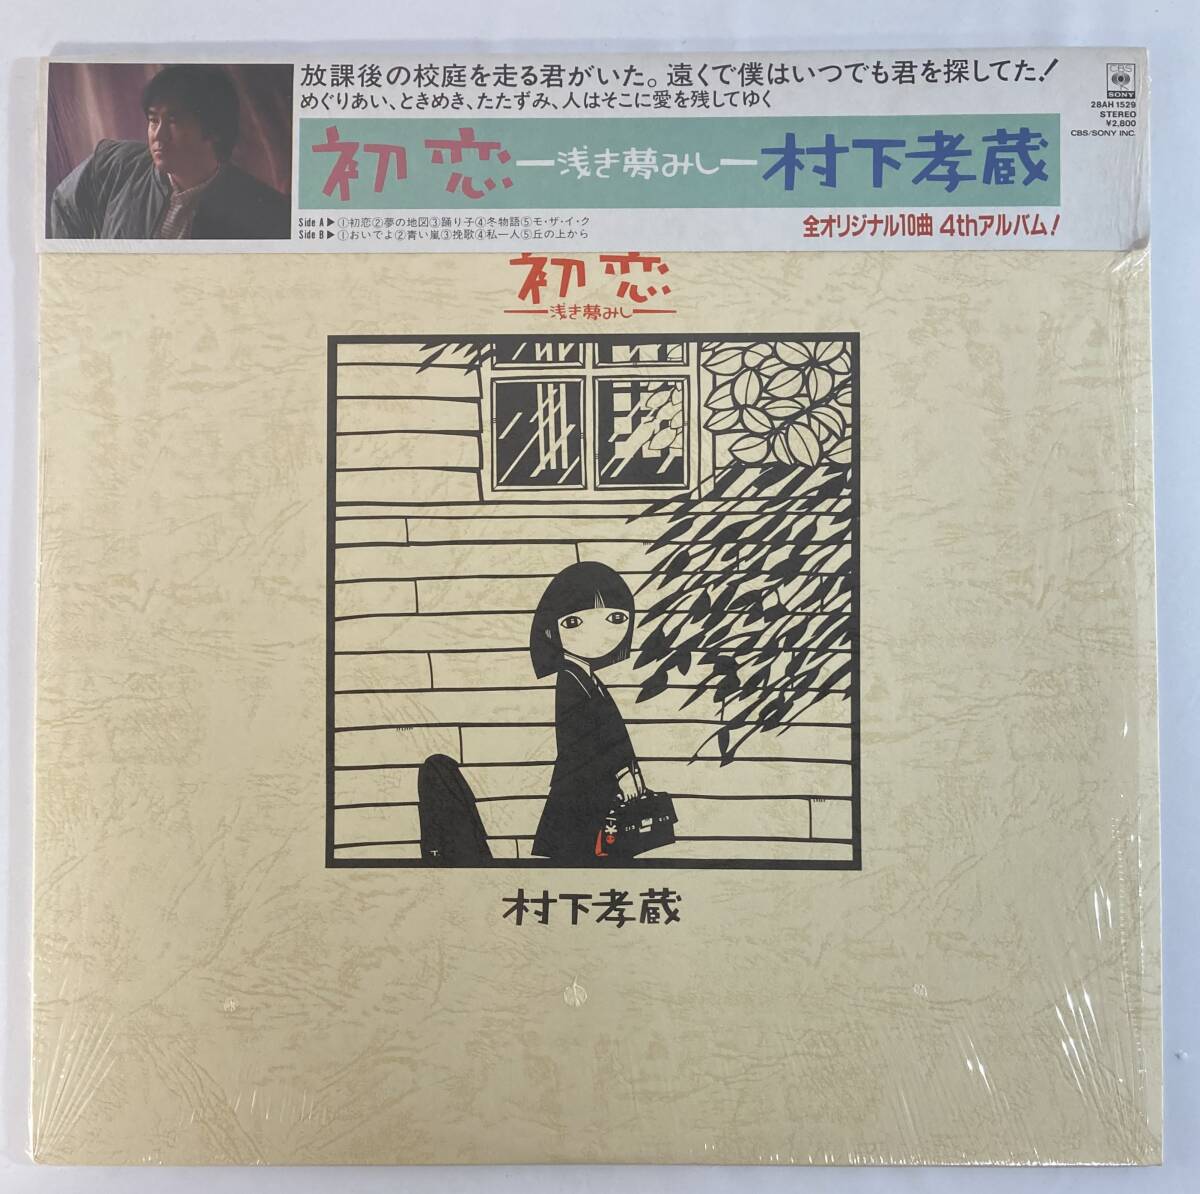 放課後の校庭を走る君がいた。遠くで僕はいつでも君を探してた!
めぐりあい、ときめき、たたずみ、人はそこに愛を残してゆく
初恋―浅き夢みし―村下孝蔵
Side A▶①初恋②夢の地図③踊り子④冬物語⑤モ・ザ・イ・ク
Side B▶①おいでよ②青い嵐③挽歌④私一人⑤丘の上から
全オリジナル10曲 4thアルバム!
CBS
SONY
28AH 1529
STEREO
¥2,800
CBS/SONY INC.
初恋
―浅き夢みし―
T.
村下孝蔵